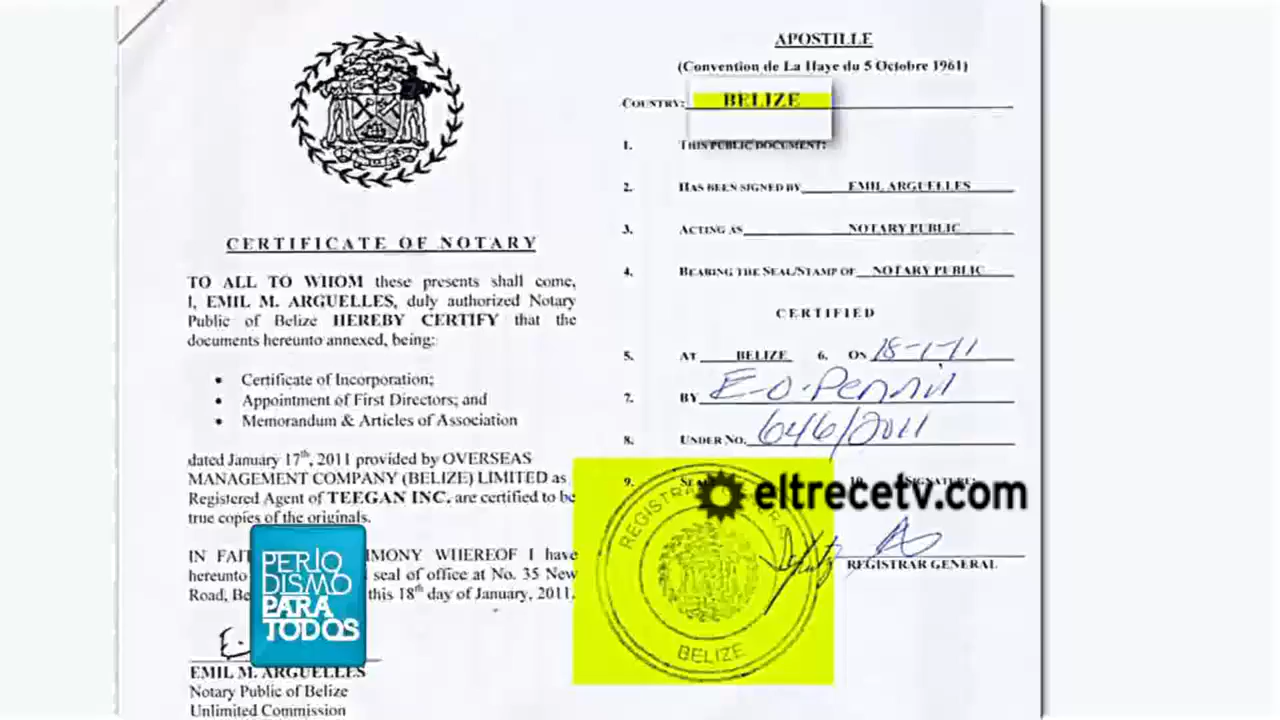 CERTIFICATE OF NOTARY
TO ALL TO WHOM these presents shall come,
I, EMIL M. ARGUELLES, duly authorized Notary
Public of Belize HEREBY CERTIFY that the
documents hereunto annexed, being:
• Certificate of Incorporation;
• Appointment of First Directors; and
• Memorandum & Articles of Association
dated January 17th, 2011 provided by OVERSEAS
MANAGEMENT COMPANY (BELIZE) LIMITED as
Registered Agent of TEEGAN INC. are certified to be
true copies of the originals.
IN WHEREOF I have
hereunto seal of office at No. 35 New
Road, this 18th day of January, 2011.
EMIL M. ARGUELLES
Notary Public of Belize
Unlimited Commission
PERIO
DISMO
PARA
TODOS
APOSTILLE
(Convention de La Haye du 5 Octobre 1961)
COUNTRY: BELIZE
1. THIS PUBLIC DOCUMENT:
2. HAS BEEN SIGNED BY EMIL ARGUELLES
3. ACTING AS NOTARY PUBLIC
4. BEARING THE SEAL/STAMP OF NOTARY PUBLIC
CERTIFIED
5. AT BELIZE 6. ON 18-1-11
7. BY
8. UNDER No. 646/2011
9. 10. SIGNATURE:
eltrecetv.com
REGISTRAR GENERAL
BELIZE